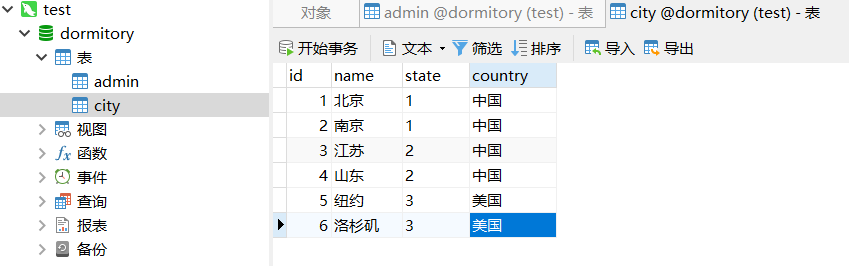 test
dormitory
表
admin
city
视图
函数
事件
查询
报表
备份
对象 admin @dormitory (test) - 表 city @dormitory (test) - 表
开始事务 文本 筛选 排序 导入 导出
id name state country
1 北京 1 中国
2 南京 1 中国
3 江苏 2 中国
4 山东 2 中国
5 纽约 3 美国
6 洛杉矶 3 美国